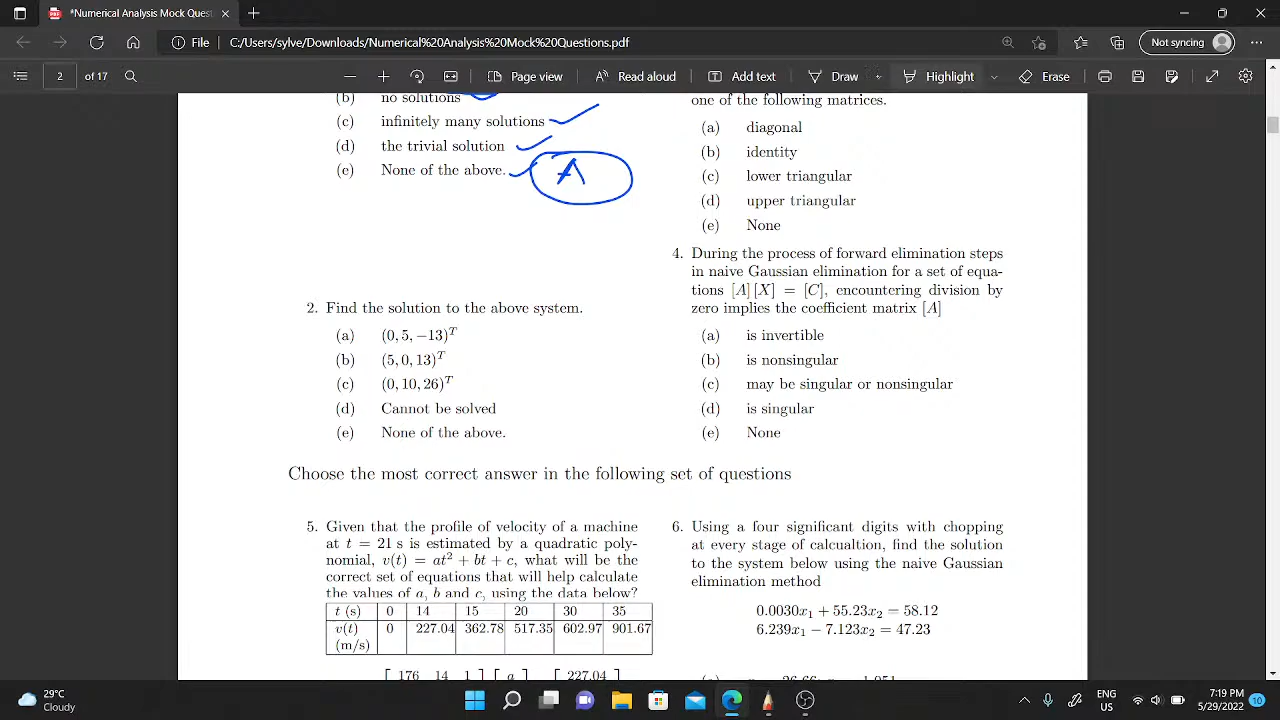 *Numerical Analysis Mock Quest
File
C:/Users/sylve/Downloads/Numerical%20Analysis%20Mock%20Questions.pdf
Not syncing
2 of 17
Page view
Read aloud
Add text
Draw
Highlight
Erase
(b) no solutions
(c) infinitely many solutions
(d) the trivial solution
(e) None of the above.
A
2. Find the solution to the above system.
(a) (0, 5, −13)ᵀ
(b) (5, 0, 13)ᵀ
(c) (0, 10, 26)ᵀ
(d) Cannot be solved
(e) None of the above.
one of the following matrices.
(a) diagonal
(b) identity
(c) lower triangular
(d) upper triangular
(e) None
4. During the process of forward elimination steps
in naive Gaussian elimination for a set of equa-
tions [A] [X] = [C], encountering division by
zero implies the coefficient matrix [A]
(a) is invertible
(b) is nonsingular
(c) may be singular or nonsingular
(d) is singular
(e) None
Choose the most correct answer in the following set of questions
5. Given that the profile of velocity of a machine
at t = 21 s is estimated by a quadratic poly-
nomial, v(t) = at² + bt + c, what will be the
correct set of equations that will help calculate
the values of a, b and c, using the data below?
t (s) 0 14 15 20 30 35
v(t) 0 227.04 362.78 517.35 602.97 901.67
(m/s)
176 14 1 a 227.04
6. Using a four significant digits with chopping
at every stage of calcualtion, find the solution
to the system below using the naive Gaussian
elimination method
0.0030x₁ + 55.23x₂ = 58.12
6.239x₁ − 7.123x₂ = 47.23
29°C
Cloudy
ENG
US
7:19 PM
5/29/2022
10